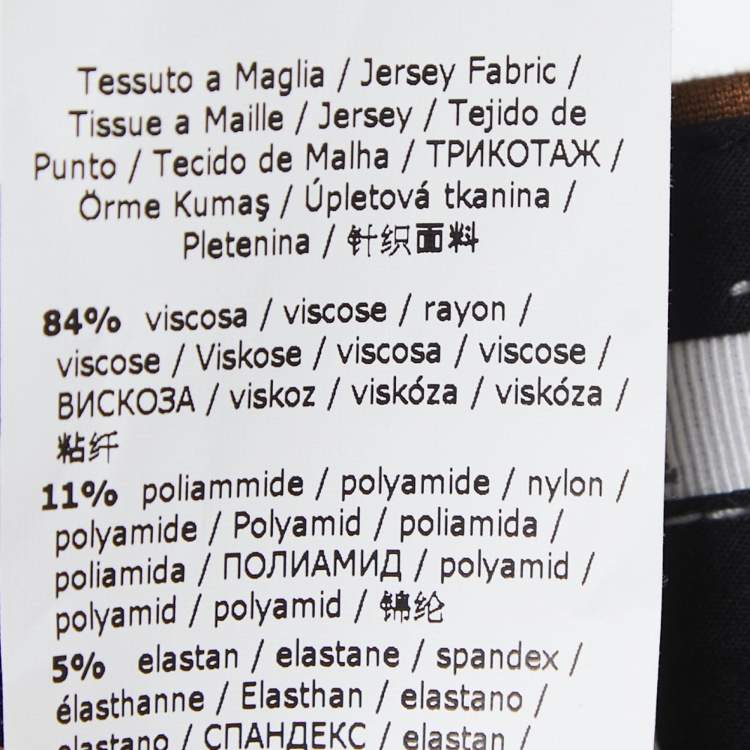 Tessuto a Maglia / Jersey Fabric /
Tissue a Maille / Jersey / Tejido de
Punto / Tecido de Malha / ТРИКОТАЖ /
Örme Kumaş / Úpletová tkanina /
Pletenina / 针织面料
84% viscosa / viscose / rayon /
viscose / Viskose / viscosa / viscose /
ВИСКОЗА / viskoz / viskóza / viskóza /
粘纤
11% poliammide / polyamide / nylon /
polyamide / Polyamid / poliamida /
poliamida / ПОЛИАМИД / polyamid /
polyamid / polyamid / 锦纶
5% elastan / elastane / spandex /
élasthanne / Elasthan / elastano /
elastano / СПАНДЕКС / elastan /